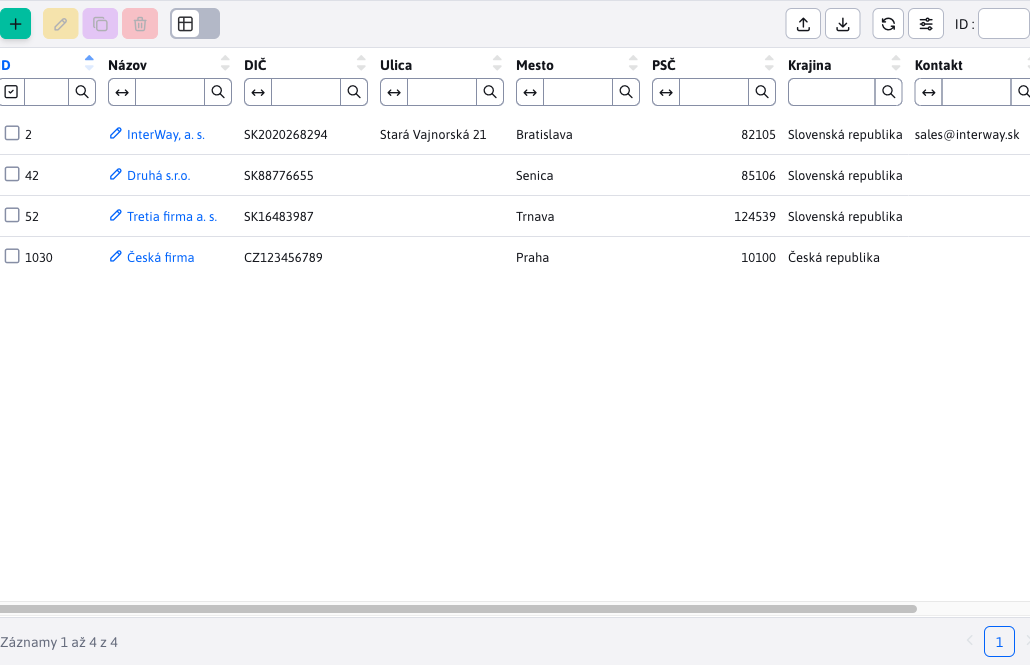 ID :
D Názov DIČ Ulica Mesto PSČ Krajina Kontakt
2 InterWay, a. s. SK2020268294 Stará Vajnorská 21 Bratislava 82105 Slovenská republika sales@interway.sk
42 Druhá s.r.o. SK88776655 Senica 85106 Slovenská republika
52 Tretia firma a. s. SK16483987 Trnava 124539 Slovenská republika
1030 Česká firma CZ123456789 Praha 10100 Česká republika
Záznamy 1 až 4 z 4
1